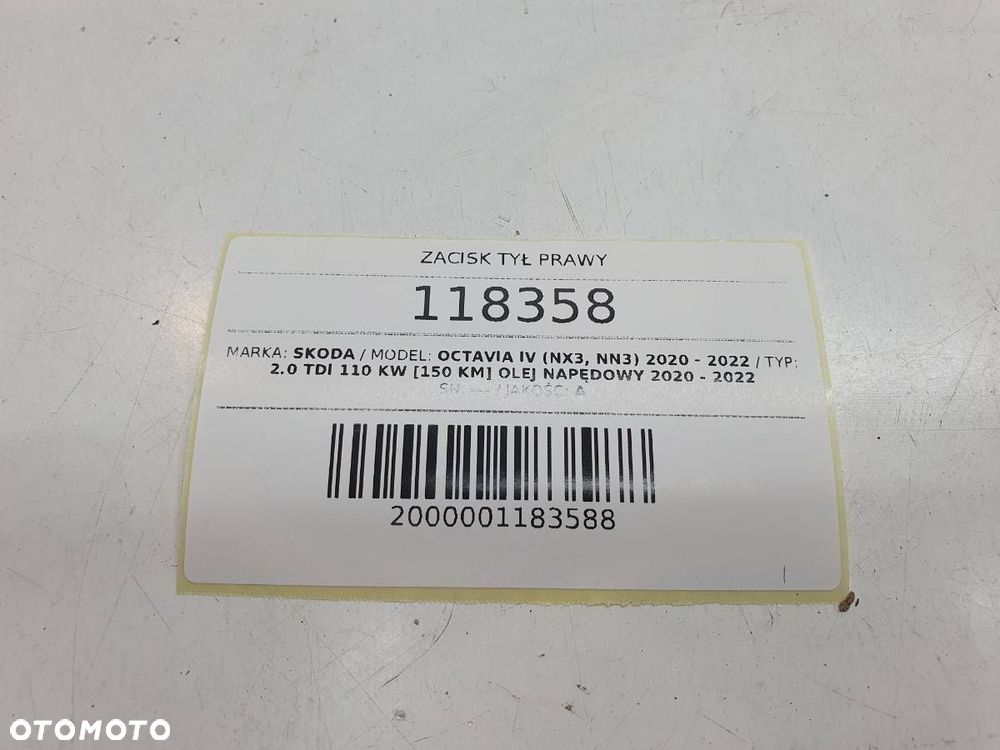 ZACISK TYŁ PRAWY
118358
MARKA: SKODA / MODEL: OCTAVIA IV (NX3, NN3) 2020 - 2022 / TYP:
2.0 TDI 110 KW [150 KM] OLEJ NAPĘDOWY 2020 - 2022
SN: --- / JAKOŚĆ: A
2000001183588
OTOMOTO